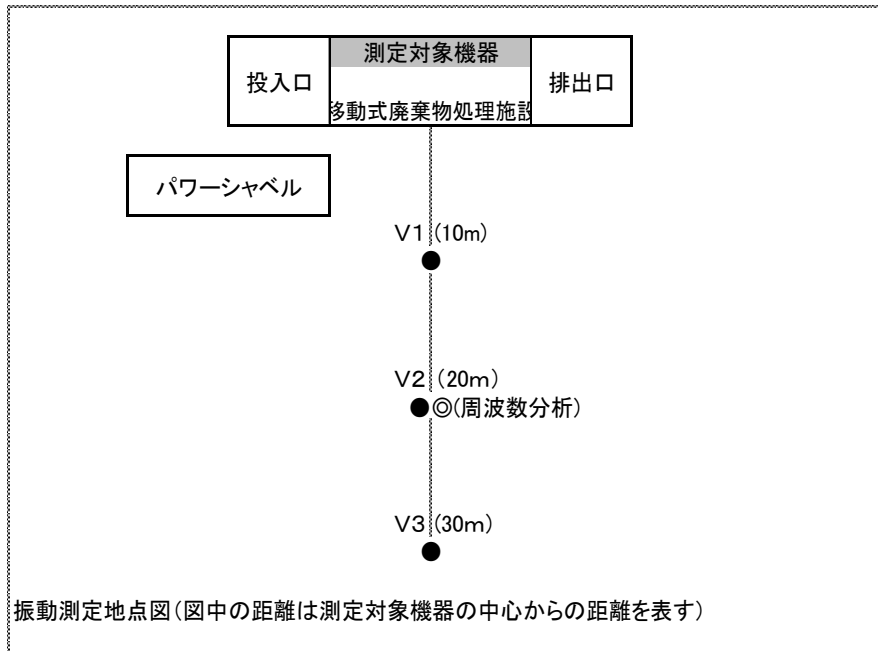 測定対象機器
投入口
排出口
移動式廃棄物処理施設
パワーシャベル
V1 (10m)
V2 (20m)
●◎(周波数分析)
V3 (30m)
振動測定地点図(図中の距離は測定対象機器の中心からの距離を表す)